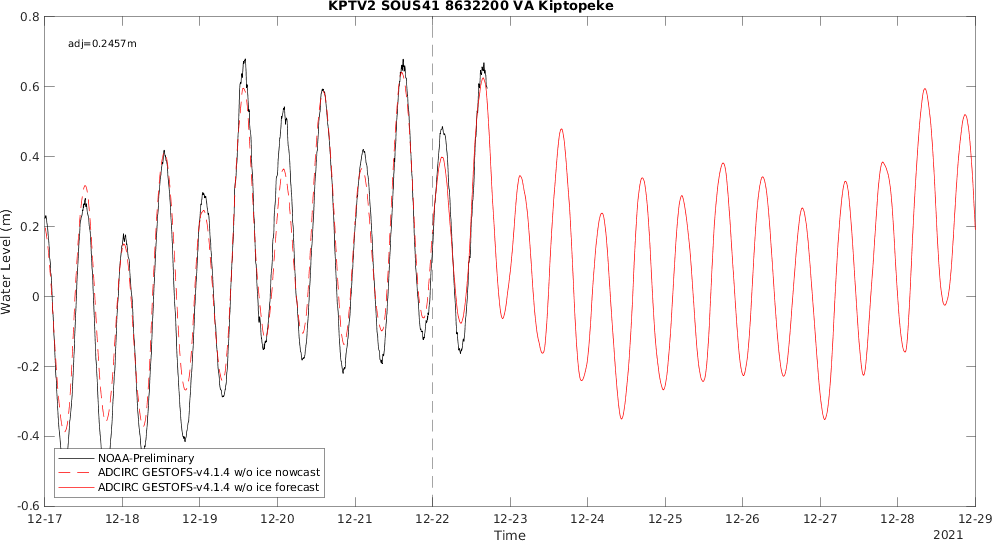 KPTV2 SOUS41 8632200 VA Kiptopeke
adj=0.2457m
0.8
0.6
0.4
0.2
0
-0.2
-0.4
-0.6
Water Level (m)
NOAA-Preliminary
ADCIRC GESTOFS-v4.1.4 w/o ice nowcast
ADCIRC GESTOFS-v4.1.4 w/o ice forecast
12-17 12-18 12-19 12-20 12-21 12-22 12-23 12-24 12-25 12-26 12-27 12-28 12-29
Time
2021